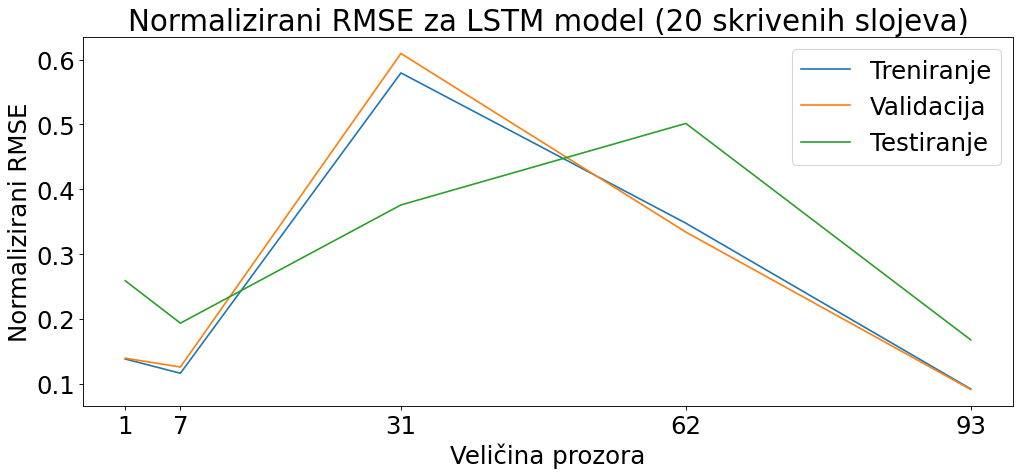 Normalizirani RMSE za LSTM model (20 skrivenih slojeva)
Normalizirani RMSE
0.6
0.5
0.4
0.3
0.2
0.1
Treniranje
Validacija
Testiranje
1 7 31 62 93
Veličina prozora